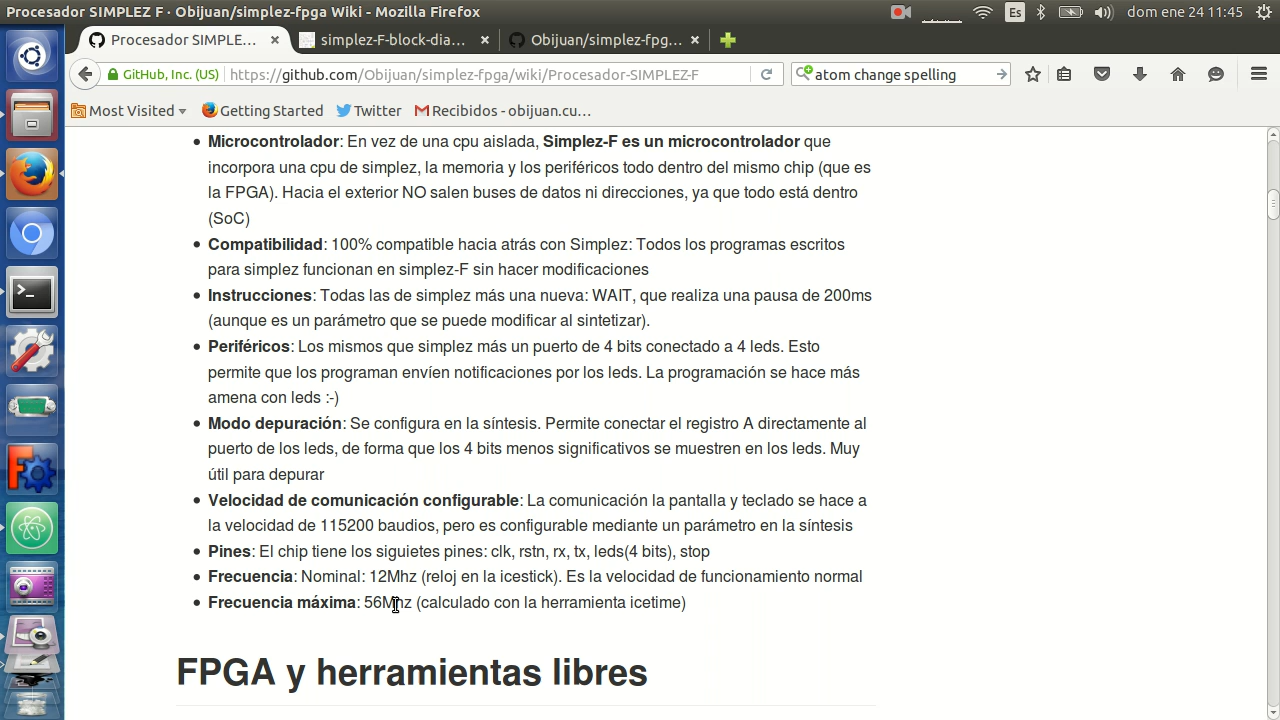 Procesador SIMPLEZ F · Obijuan/simplez-fpga Wiki - Mozilla Firefox
Es
dom ene 24 11:45
Procesador SIMPLE...
simplez-F-block-dia...
Obijuan/simplez-fpg...
GitHub, Inc. (US)
https://github.com/Obijuan/simplez-fpga/wiki/Procesador-SIMPLEZ-F
atom change spelling
Most Visited
Getting Started
Twitter
Recibidos - obijuan.cu...
• Microcontrolador: En vez de una cpu aislada, Simplez-F es un microcontrolador que
incorpora una cpu de simplez, la memoria y los periféricos todo dentro del mismo chip (que es
la FPGA). Hacia el exterior NO salen buses de datos ni direcciones, ya que todo está dentro
(SoC)
• Compatibilidad: 100% compatible hacia atrás con Simplez: Todos los programas escritos
para simplez funcionan en simplez-F sin hacer modificaciones
• Instrucciones: Todas las de simplez más una nueva: WAIT, que realiza una pausa de 200ms
(aunque es un parámetro que se puede modificar al sintetizar).
• Periféricos: Los mismos que simplez más un puerto de 4 bits conectado a 4 leds. Esto
permite que los programan envíen notificaciones por los leds. La programación se hace más
amena con leds :-)
• Modo depuración: Se configura en la síntesis. Permite conectar el registro A directamente al
puerto de los leds, de forma que los 4 bits menos significativos se muestren en los leds. Muy
útil para depurar
• Velocidad de comunicación configurable: La comunicación la pantalla y teclado se hace a
la velocidad de 115200 baudios, pero es configurable mediante un parámetro en la síntesis
• Pines: El chip tiene los siguietes pines: clk, rstn, rx, tx, leds(4 bits), stop
• Frecuencia: Nominal: 12Mhz (reloj en la icestick). Es la velocidad de funcionamiento normal
• Frecuencia máxima: 56Mhz (calculado con la herramienta icetime)
FPGA y herramientas libres